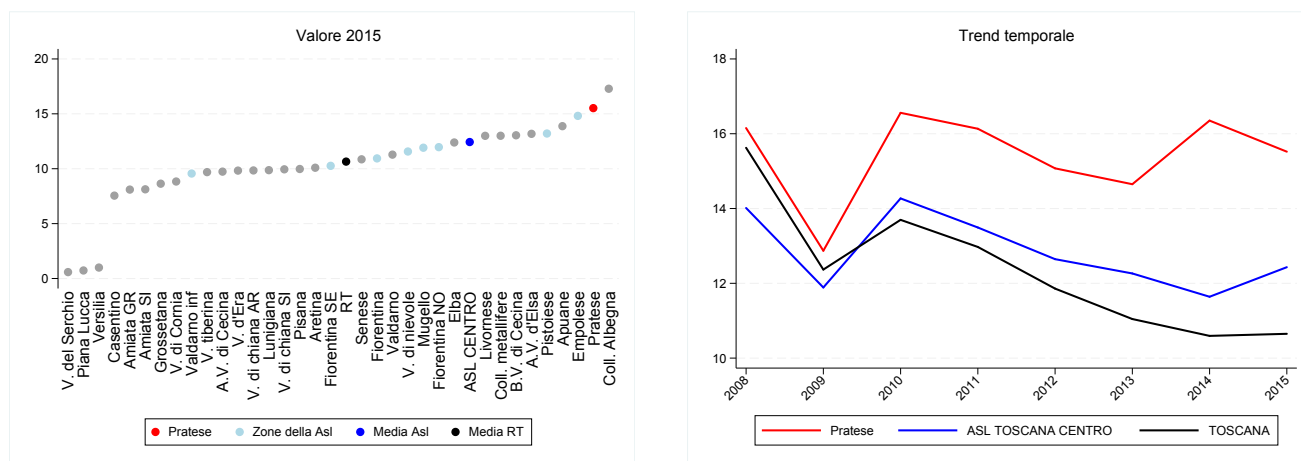 Valore 2015
20
15
10
5
0
V. del Serchio
Piana Lucca
Versilia
Casentino
Amiata GR
Amiata SI
Grossetana
V. di Cornia
Valdarno inf
V. tiberina
A.V. di Cecina
V. d'Era
V. di chiana AR
Lunigiana
V. di chiana SI
Pisana
Aretina
Fiorentina SE
RT
Senese
Fiorentina
Valdarno
V. di nievole
Mugello
Fiorentina NO
Elba
ASL CENTRO
Livornese
Coll. metallifere
B.V. di Cecina
A.V. d'Elsa
Pistoiese
Apuane
Empolese
Pratese
Coll. Albegna
Pratese Zone della Asl Media Asl Media RT
Trend temporale
18
16
14
12
10
2008 2009 2010 2011 2012 2013 2014 2015
Pratese ASL TOSCANA CENTRO TOSCANA